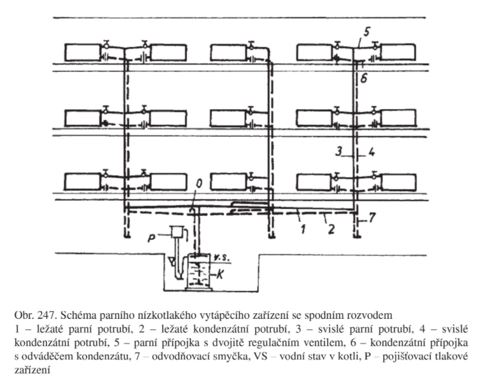 5
6
3
4
O
1
2
7
P
v.s.
K
Obr. 247. Schéma parního nízkotlakého vytápěcího zařízení se spodním rozvodem
1 – ležaté parní potrubí, 2 – ležaté kondenzátní potrubí, 3 – svislé parní potrubí, 4 – svislé
kondenzátní potrubí, 5 – parní přípojka s dvojitě regulačním ventilem, 6 – kondenzátní přípojka
s odváděčem kondenzátu, 7 – odvodňovací smyčka, VS – vodní stav v kotli, P – pojišťovací tlakové
zařízení